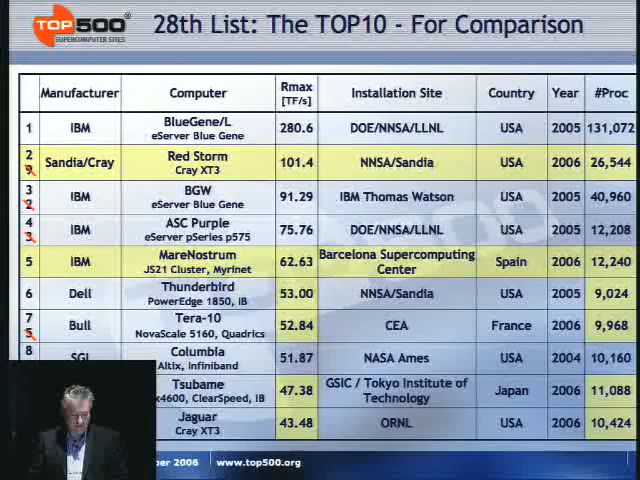 TOP500®
SUPERCOMPUTER SITES
28th List: The TOP10 - For Comparison
Manufacturer Computer Rmax [TF/s] Installation Site Country Year #Proc
1 IBM BlueGene/L eServer Blue Gene 280.6 DOE/NNSA/LLNL USA 2005 131,072
2 9 Sandia/Cray Red Storm Cray XT3 101.4 NNSA/Sandia USA 2006 26,544
3 2 IBM BGW eServer Blue Gene 91.29 IBM Thomas Watson USA 2005 40,960
4 3 IBM ASC Purple eServer pSeries p575 75.76 DOE/NNSA/LLNL USA 2005 12,208
5 IBM MareNostrum JS21 Cluster, Myrinet 62.63 Barcelona Supercomputing Center Spain 2006 12,240
6 Dell Thunderbird PowerEdge 1850, IB 53.00 NNSA/Sandia USA 2005 9,024
7 5 Bull Tera-10 NovaScale 5160, Quadrics 52.84 CEA France 2006 9,968
8 SGI Columbia Altix, Infiniband 51.87 NASA Ames USA 2004 10,160
Tsubame x4600, ClearSpeed, IB 47.38 GSIC / Tokyo Institute of Technology Japan 2006 11,088
Jaguar Cray XT3 43.48 ORNL USA 2006 10,424
2006 www.top500.org